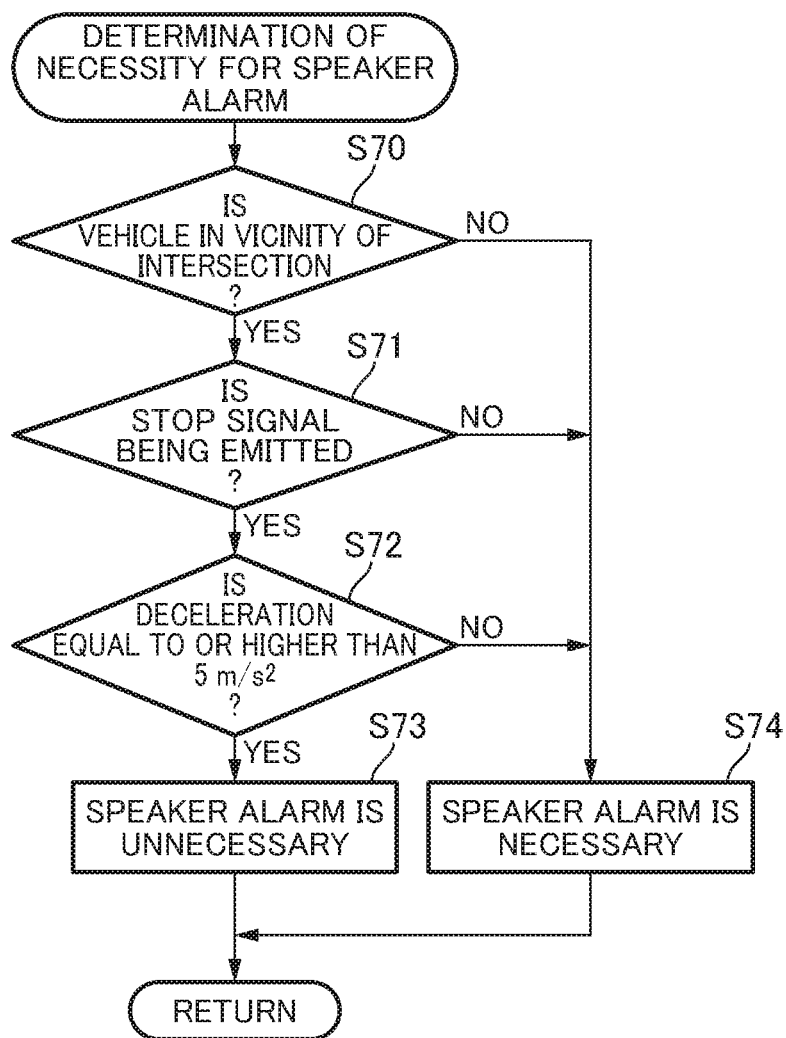 DETERMINATION OF
NECESSITY FOR SPEAKER
ALARM
S70
IS
VEHICLE IN VICINITY OF
INTERSECTION
?
NO
YES
S71
IS
STOP SIGNAL
BEING EMITTED
?
NO
YES
S72
IS
DECELERATION
EQUAL TO OR HIGHER THAN
5 m/s²
?
NO
YES
S73
SPEAKER ALARM IS
UNNECESSARY
S74
SPEAKER ALARM IS
NECESSARY
RETURN